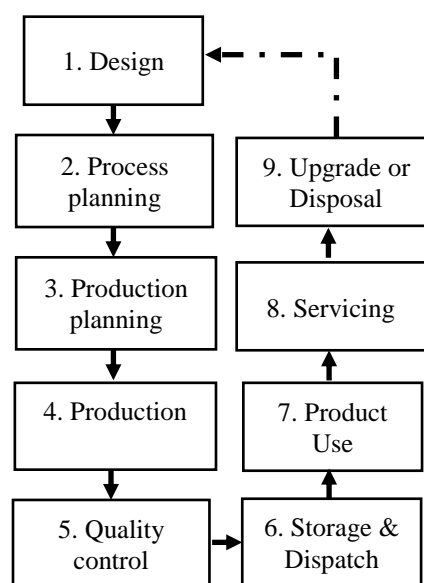 1. Design
2. Process
planning
3. Production
planning
4. Production
5. Quality
control
6. Storage &
Dispatch
7. Product
Use
8. Servicing
9. Upgrade or
Disposal